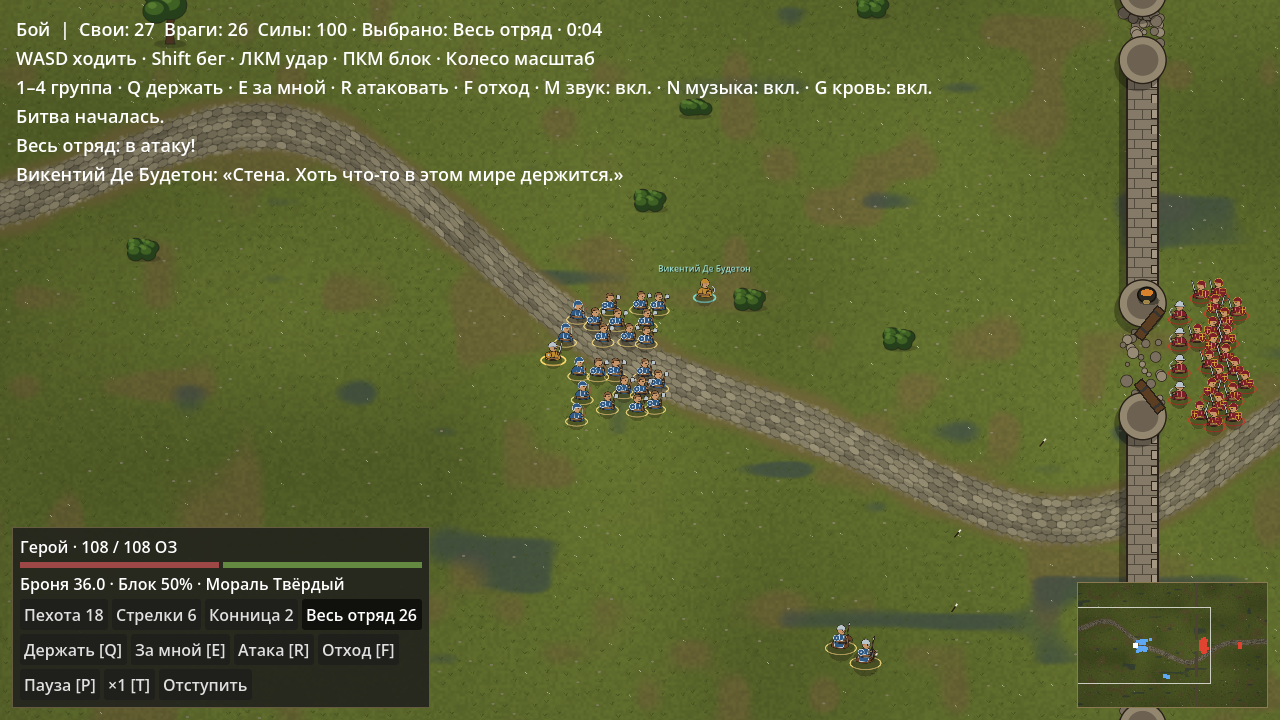 Бой | Свои: 27 Враги: 26 Силы: 100 · Выбрано: Весь отряд · 0:04
WASD ходить · Shift бег · ЛКМ удар · ПКМ блок · Колесо масштаб
1–4 группа · Q держать · E за мной · R атаковать · F отход · M звук: вкл. · N музыка: вкл. · G кровь: вкл.
Битва началась.
Весь отряд: в атаку!
Викентий Де Будетон: «Стена. Хоть что-то в этом мире держится.»
Викентий Де Будетон
Герой · 108 / 108 ОЗ
Броня 36.0 · Блок 50% · Мораль Твёрдый
Пехота 18 Стрелки 6 Конница 2 Весь отряд 26
Держать [Q] За мной [E] Атака [R] Отход [F]
Пауза [P] ×1 [T] Отступить